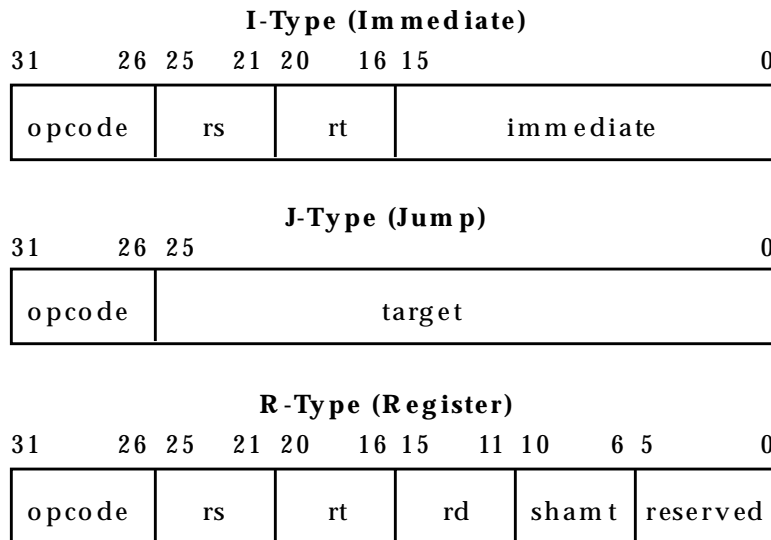 I-Type (Immediate)
31 26 25 21 20 16 15 0
opcode rs rt immediate
J-Type (Jump)
31 26 25 0
opcode target
R-Type (Register)
31 26 25 21 20 16 15 11 10 6 5 0
opcode rs rt rd shamt reserved